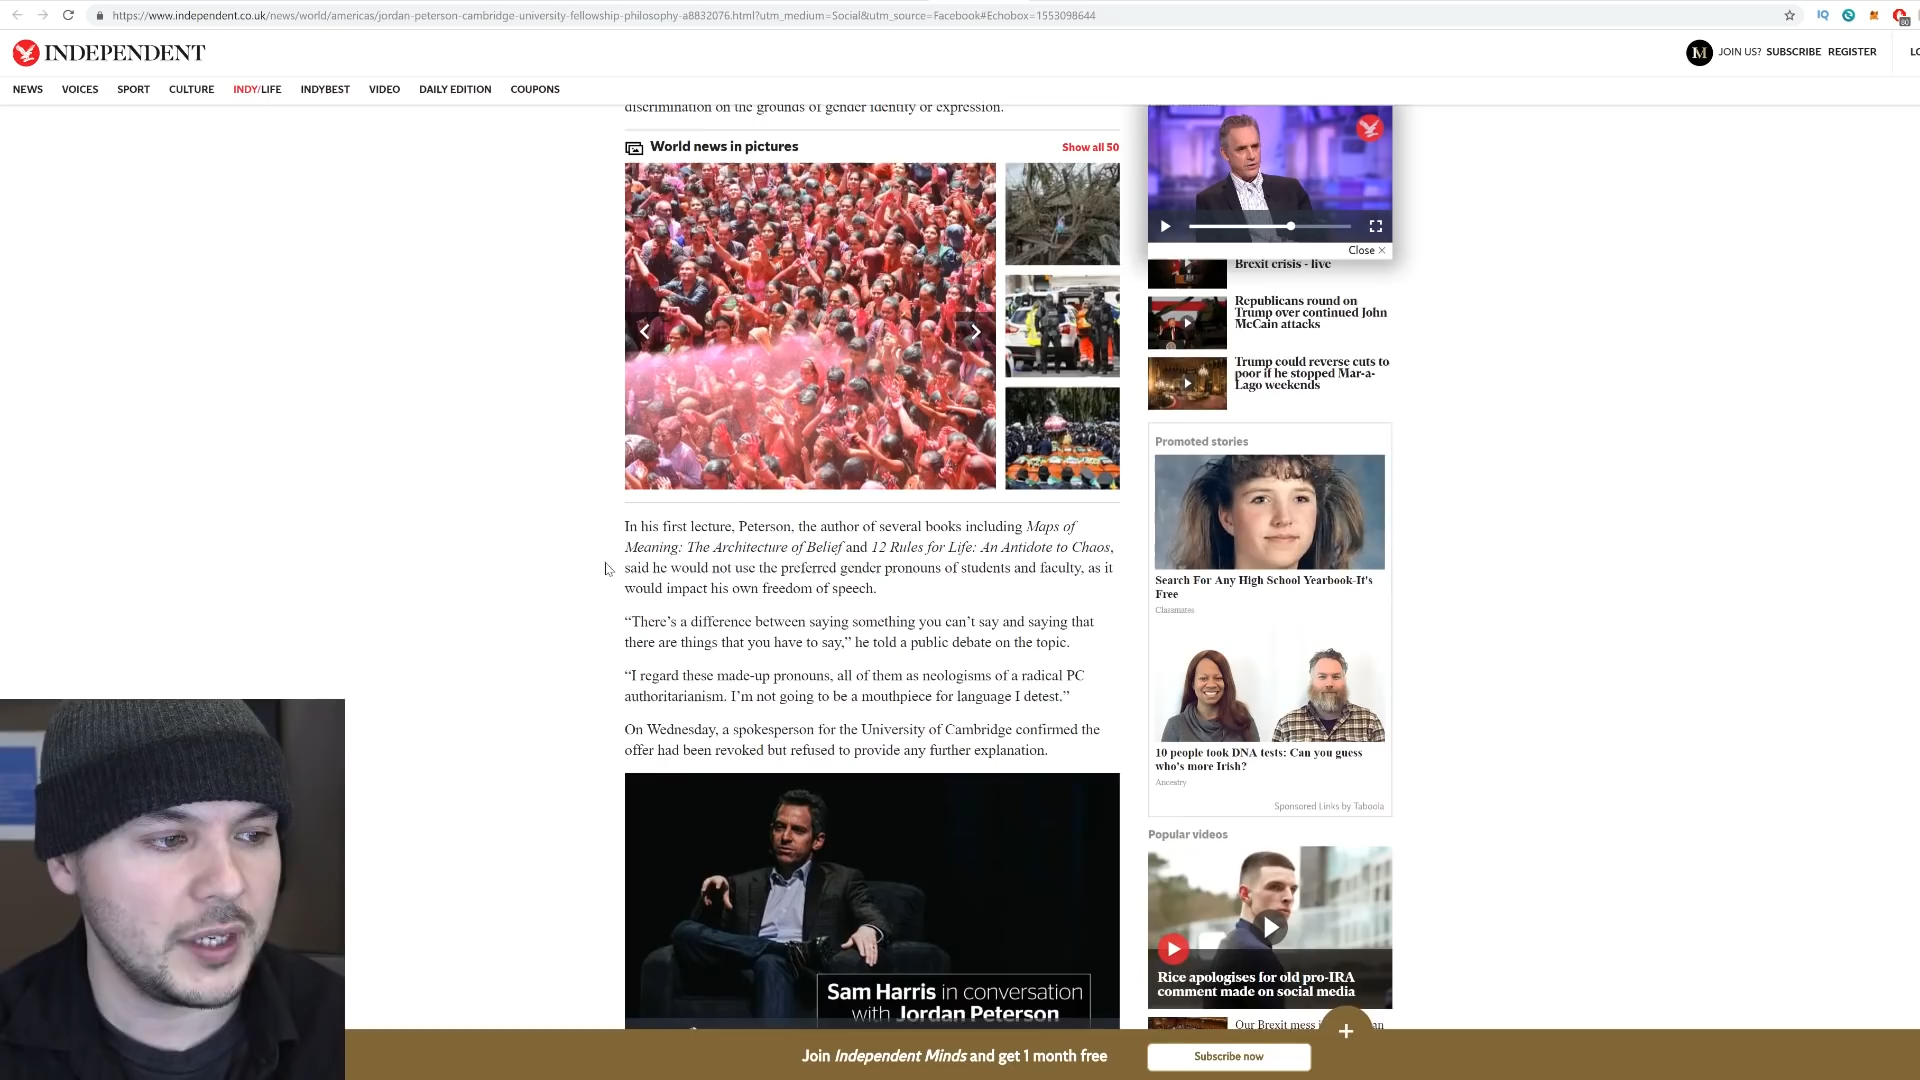 https://www.independent.co.uk/news/world/americas/jordan-peterson-cambridge-university-fellowship-philosophy-a8832076.html?utm_medium=Social&utm_source=Facebook#Echobox=1553098644
IQ
80
INDEPENDENT
JOIN US? SUBSCRIBE REGISTER
NEWS VOICES SPORT CULTURE INDY/LIFE INDYBEST VIDEO DAILY EDITION COUPONS
discrimination on the grounds of gender identity or expression.
World news in pictures
Show all 50
In his first lecture, Peterson, the author of several books including Maps of
Meaning: The Architecture of Belief and 12 Rules for Life: An Antidote to Chaos,
said he would not use the preferred gender pronouns of students and faculty, as it
would impact his own freedom of speech.
“There’s a difference between saying something you can’t say and saying that
there are things that you have to say,” he told a public debate on the topic.
“I regard these made-up pronouns, all of them as neologisms of a radical PC
authoritarianism. I’m not going to be a mouthpiece for language I detest.”
On Wednesday, a spokesperson for the University of Cambridge confirmed the
offer had been revoked but refused to provide any further explanation.
Sam Harris in conversation
with Jordan Peterson
Close
Brexit crisis - live
Republicans round on
Trump over continued John
McCain attacks
Trump could reverse cuts to
poor if he stopped Mar-a-
Lago weekends
Promoted stories
Search For Any High School Yearbook-It's
Free
Classmates
10 people took DNA tests: Can you guess
who's more Irish?
Ancestry
Sponsored Links by Taboola
Popular videos
Rice apologises for old pro-IRA
comment made on social media
Our Brexit mess
Join Independent Minds and get 1 month free
Subscribe now